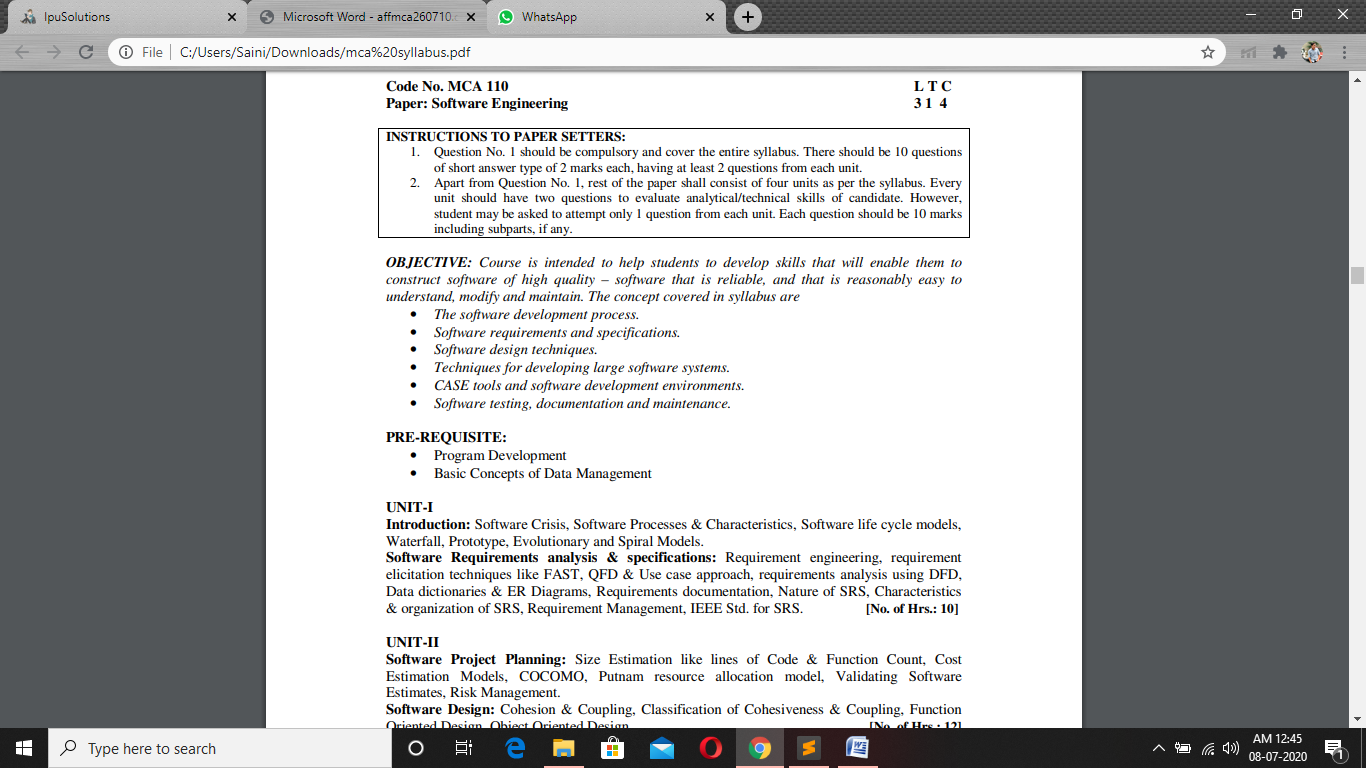 IpuSolutions
Microsoft Word - affmca260710.
WhatsApp
File
C:/Users/Saini/Downloads/mca%20syllabus.pdf
Code No. MCA 110 L T C
Paper: Software Engineering 3 1 4
INSTRUCTIONS TO PAPER SETTERS:
1. Question No. 1 should be compulsory and cover the entire syllabus. There should be 10 questions
of short answer type of 2 marks each, having at least 2 questions from each unit.
2. Apart from Question No. 1, rest of the paper shall consist of four units as per the syllabus. Every
unit should have two questions to evaluate analytical/technical skills of candidate. However,
student may be asked to attempt only 1 question from each unit. Each question should be 10 marks
including subparts, if any.
OBJECTIVE: Course is intended to help students to develop skills that will enable them to
construct software of high quality – software that is reliable, and that is reasonably easy to
understand, modify and maintain. The concept covered in syllabus are
• The software development process.
• Software requirements and specifications.
• Software design techniques.
• Techniques for developing large software systems.
• CASE tools and software development environments.
• Software testing, documentation and maintenance.
PRE-REQUISITE:
• Program Development
• Basic Concepts of Data Management
UNIT-I
Introduction: Software Crisis, Software Processes & Characteristics, Software life cycle models,
Waterfall, Prototype, Evolutionary and Spiral Models.
Software Requirements analysis & specifications: Requirement engineering, requirement
elicitation techniques like FAST, QFD & Use case approach, requirements analysis using DFD,
Data dictionaries & ER Diagrams, Requirements documentation, Nature of SRS, Characteristics
& organization of SRS, Requirement Management, IEEE Std. for SRS. [No. of Hrs.: 10]
UNIT-II
Software Project Planning: Size Estimation like lines of Code & Function Count, Cost
Estimation Models, COCOMO, Putnam resource allocation model, Validating Software
Estimates, Risk Management.
Software Design: Cohesion & Coupling, Classification of Cohesiveness & Coupling, Function
Oriented Design, Object Oriented Design [No. of Hrs.: 12]
Type here to search
AM 12:45
08-07-2020
1